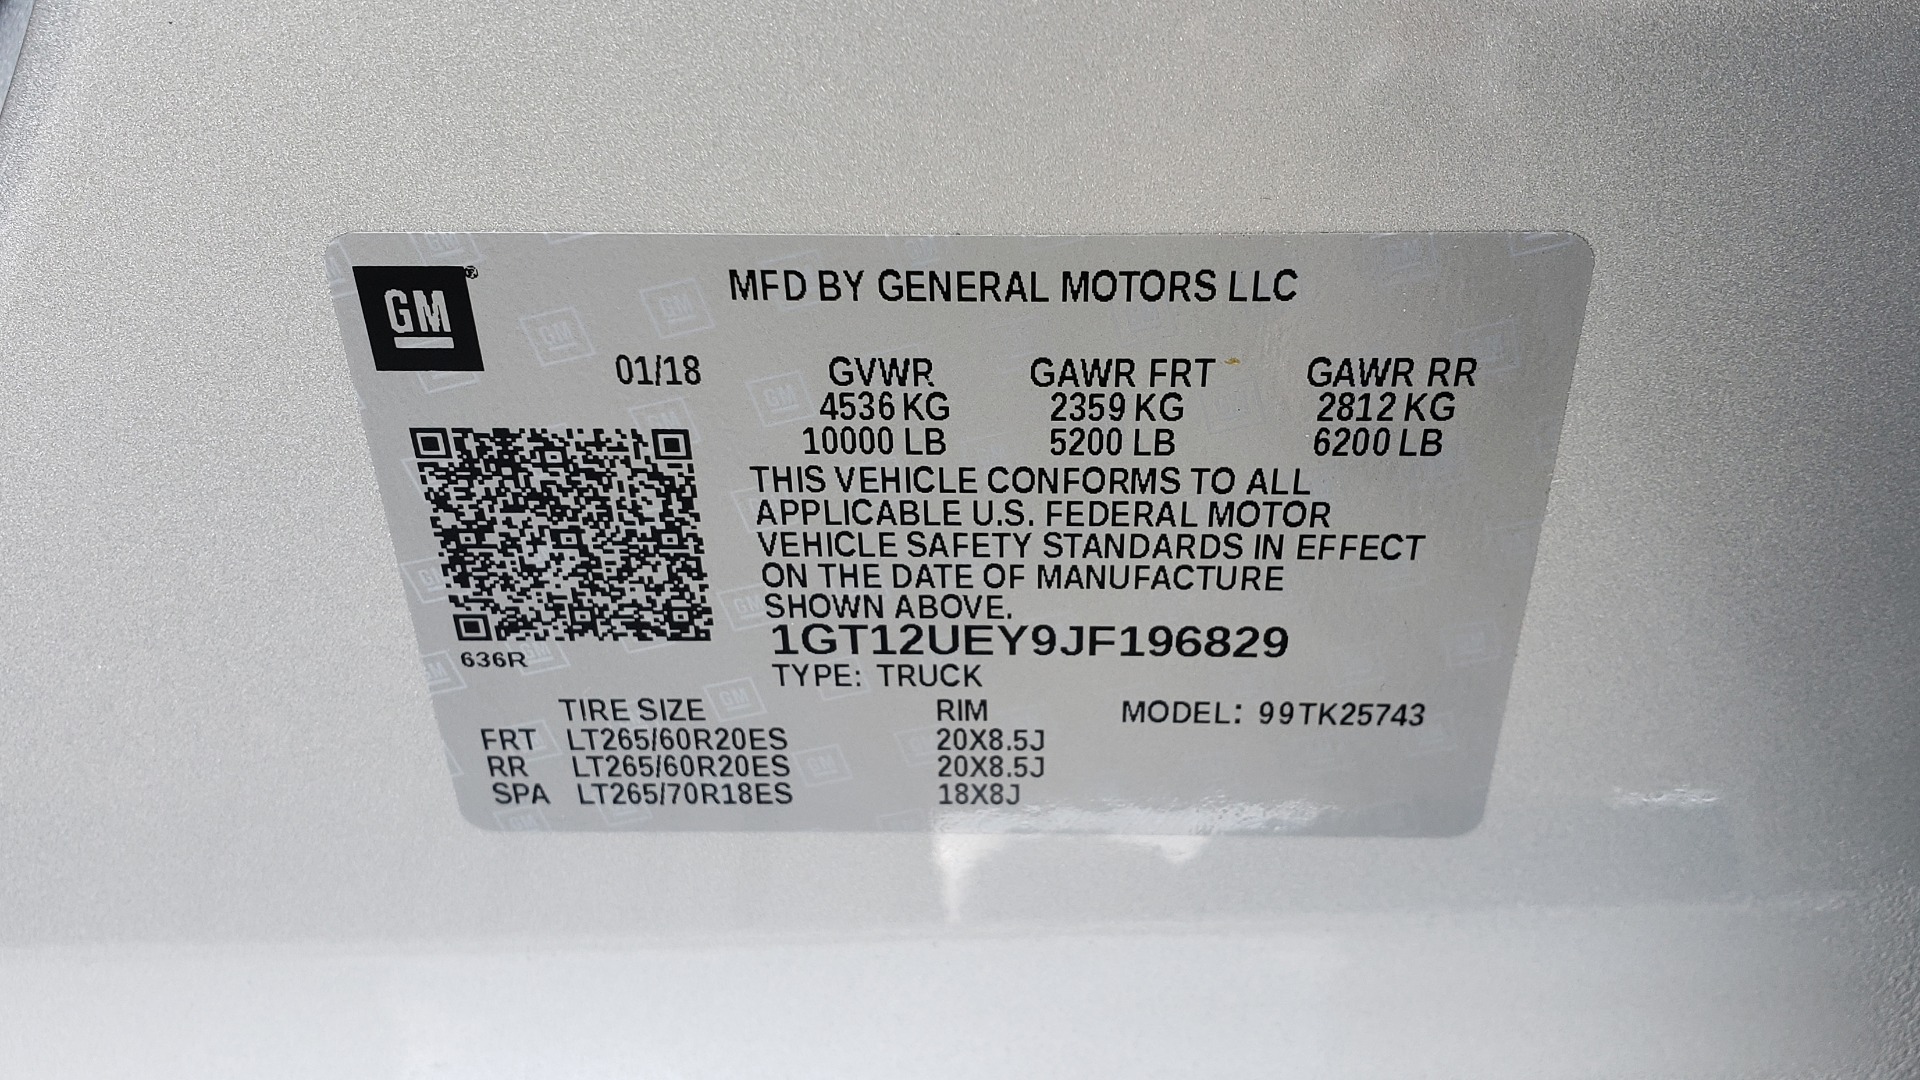 GM®
MFD BY GENERAL MOTORS LLC
01/18 GVWR GAWR FRT GAWR RR
4536 KG 2359 KG 2812 KG
10000 LB 5200 LB 6200 LB
THIS VEHICLE CONFORMS TO ALL
APPLICABLE U.S. FEDERAL MOTOR
VEHICLE SAFETY STANDARDS IN EFFECT
ON THE DATE OF MANUFACTURE
SHOWN ABOVE.
1GT12UEY9JF196829
636R
TYPE: TRUCK
TIRE SIZE RIM MODEL: 99TK25743
FRT LT265/60R20ES 20X8.5J
RR LT265/60R20ES 20X8.5J
SPA LT265/70R18ES 18X8J